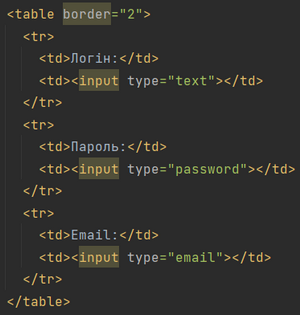 <table border="2">
<tr>
<td>Логін:</td>
<td><input type="text"></td>
</tr>
<tr>
<td>Пароль:</td>
<td><input type="password"></td>
</tr>
<tr>
<td>Email:</td>
<td><input type="email"></td>
</tr>
</table>